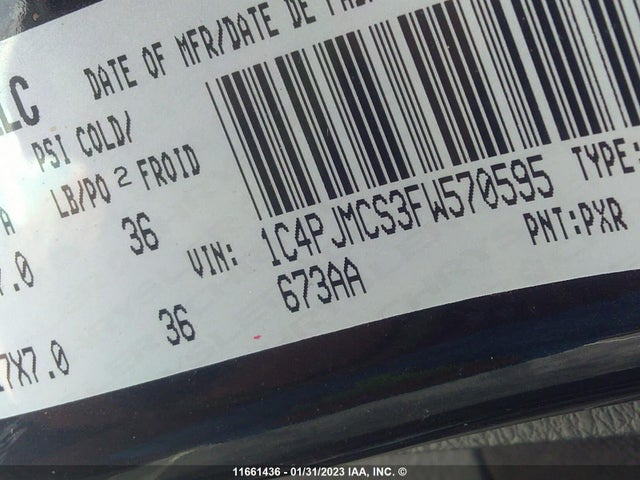 LC DATE OF MFR/DATE DE
PSI COLD/
LB/PO 2 FROID
36
7.0
VIN: 1C4PJMCS3FW570595 TYPE:
673AA PNT:PXR
36
7X7.0
11661436 - 01/31/2023 IAA, INC. ©